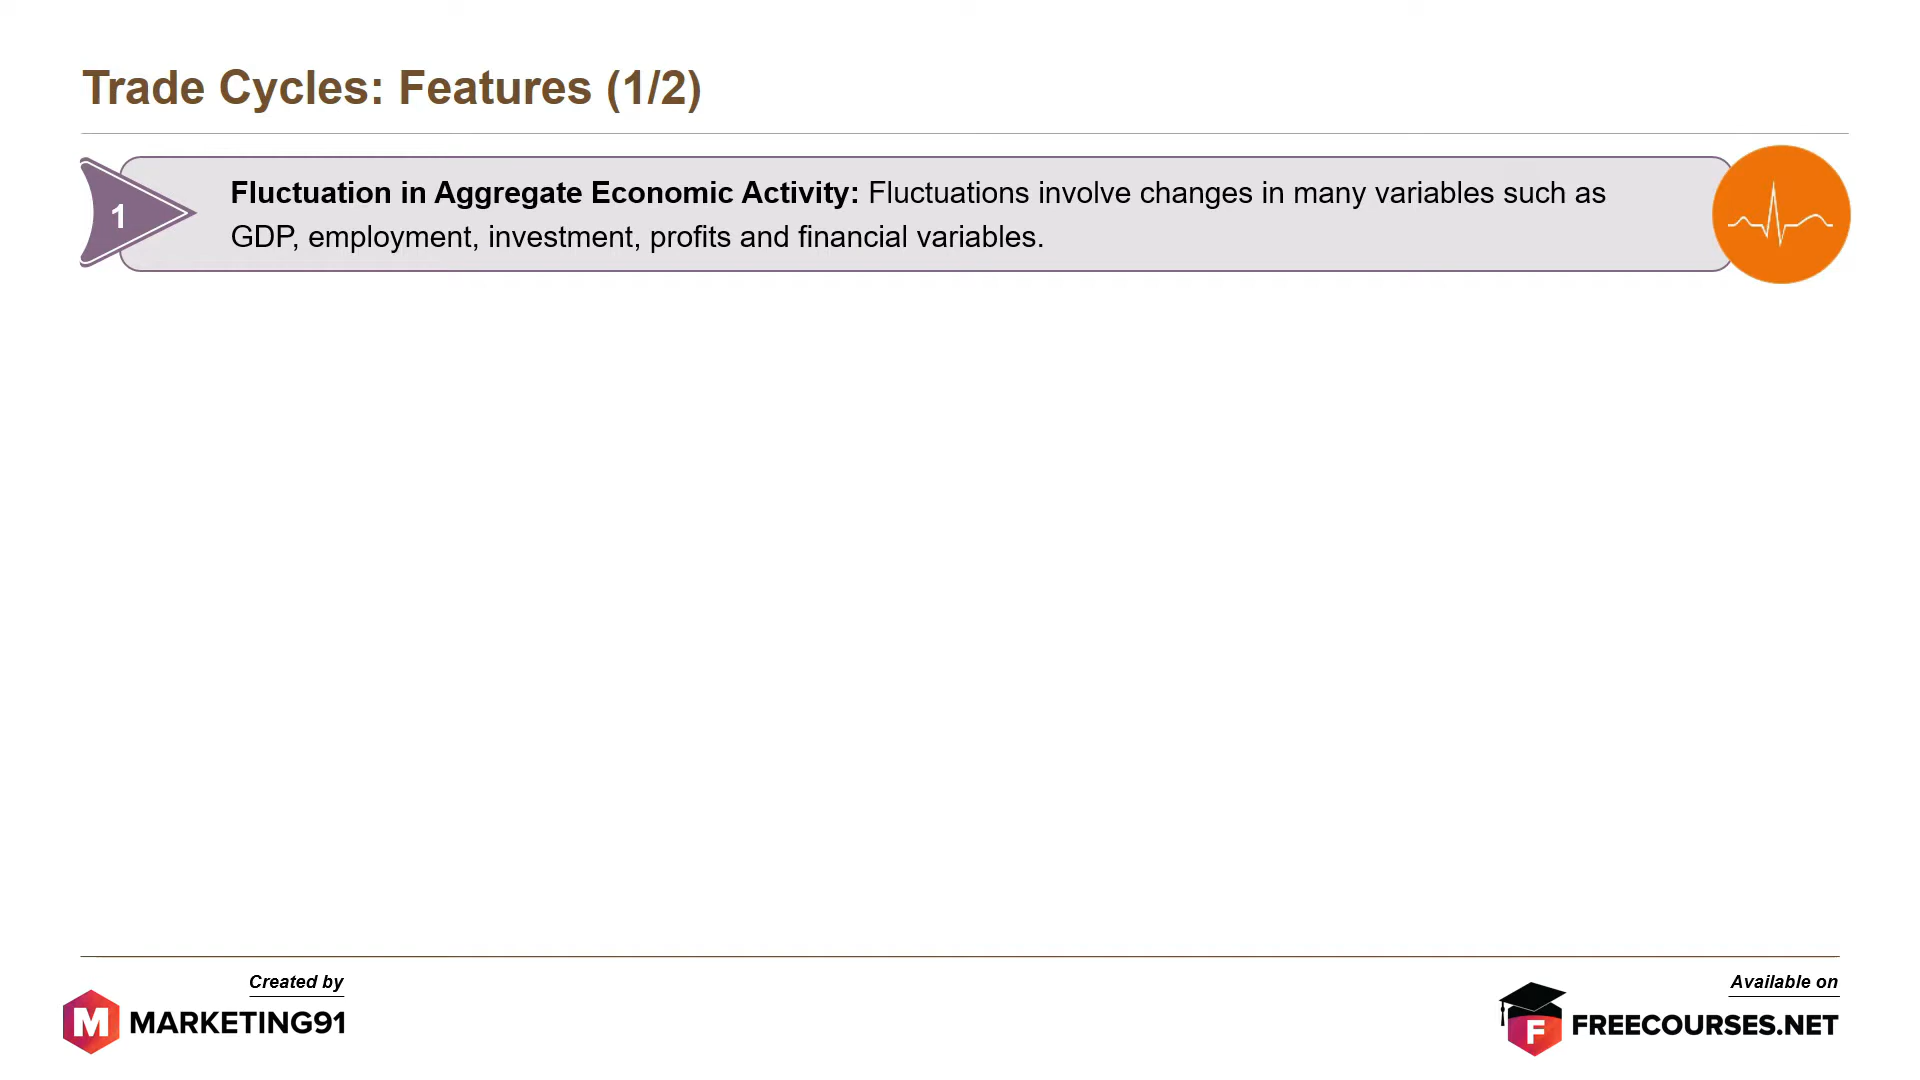 Trade Cycles: Features (1/2)
1
Fluctuation in Aggregate Economic Activity: Fluctuations involve changes in many variables such as
GDP, employment, investment, profits and financial variables.
Created by
M MARKETING91
Available on
F FREECOURSES.NET